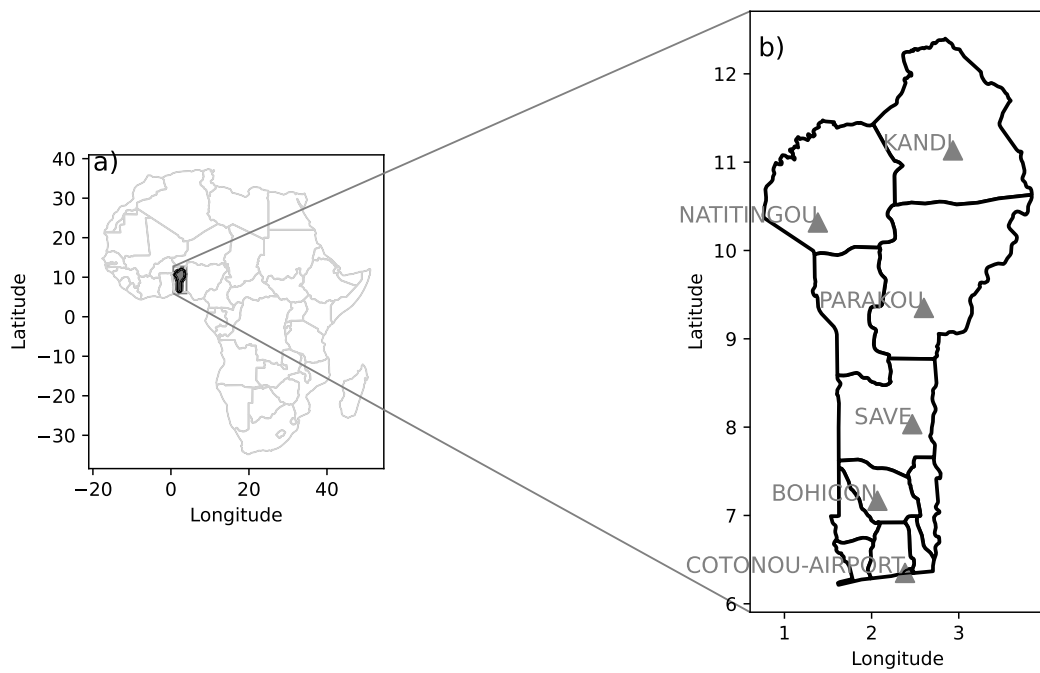 a)
40
30
20
10
0
−10
−20
−30
−20
0
20
40
Latitude
Longitude
b)
12
11
10
9
8
7
6
1
2
3
Latitude
Longitude
KANDI
NATITINGOU
PARAKOU
SAVE
BOHICON
COTONOU-AIRPORT